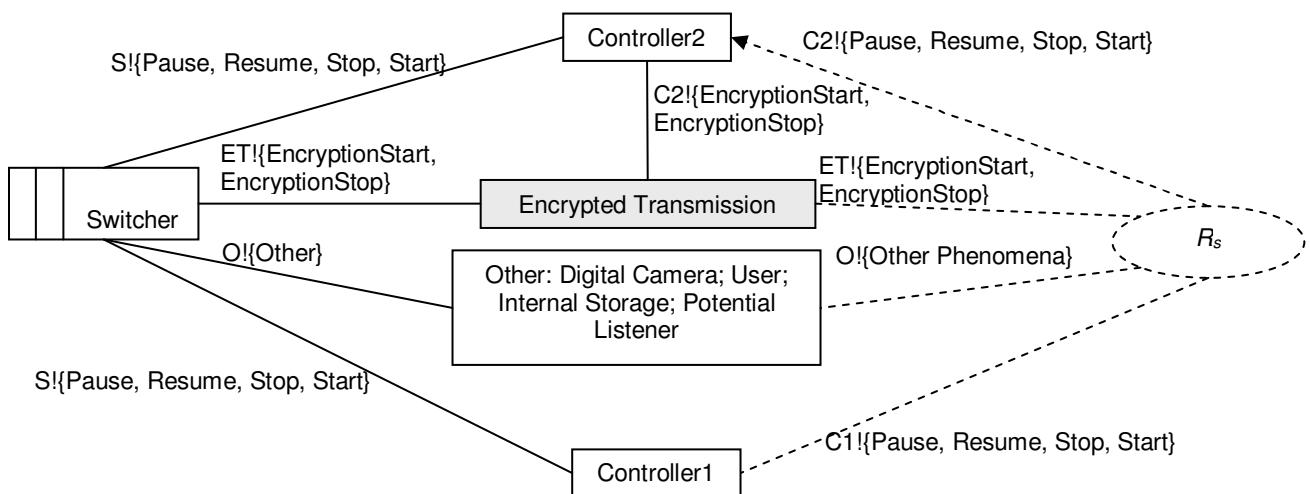 Controller2
C2!{Pause, Resume, Stop, Start}
S!{Pause, Resume, Stop, Start}
C2!{EncryptionStart,
EncryptionStop}
ET!{EncryptionStart,
EncryptionStop}
ET!{EncryptionStart,
EncryptionStop}
Switcher
Encrypted Transmission
Rs
O!{Other}
O!{Other Phenomena}
Other: Digital Camera; User;
Internal Storage; Potential
Listener
S!{Pause, Resume, Stop, Start}
C1!{Pause, Resume, Stop, Start}
Controller1